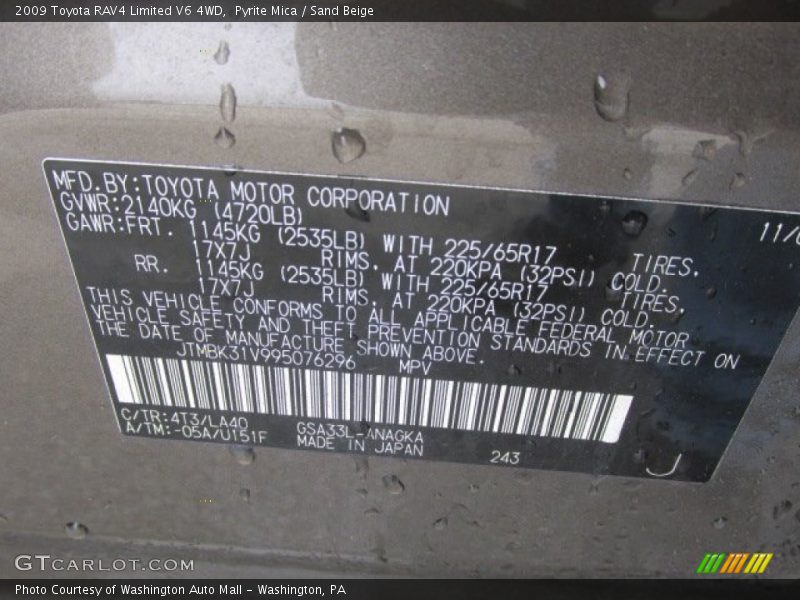 2009 Toyota RAV4 Limited V6 4WD,  Pyrite Mica / Sand Beige
MFD.BY:TOYOTA MOTOR CORPORATION
11/
GVWR:2140KG (4720LB)
GAWR:FRT. 1145KG (2535LB) WITH 225/65R17 TIRES.
17X7J RIMS. AT 220KPA (32PSI) COLD.
RR. 1145KG (2535LB) WITH 225/65R17 TIRES,
17X7J RIMS. AT 220KPA (32PSI) COLD.
THIS VEHICLE CONFORMS TO ALL APPLICABLE FEDERAL MOTOR
VEHICLE SAFETY AND THEFT PREVENTION STANDARDS IN EFFECT ON
THE DATE OF MANUFACTURE SHOWN ABOVE.
JTMBK31V995076296 MPV
C/TR:4T3/LA40 GSA33L-ANAGKA
A/TM:-05A/U151F MADE IN JAPAN 243 J
GTCARLOT.COM
Photo Courtesy of Washington Auto Mall - Washington, PA